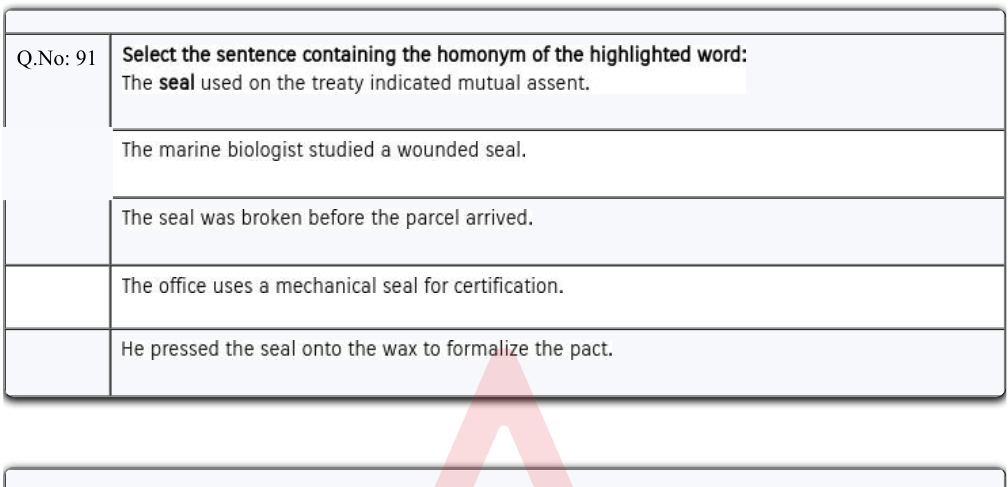 Q.No: 91
Select the sentence containing the homonym of the highlighted word:
The seal used on the treaty indicated mutual assent.
The marine biologist studied a wounded seal.
The seal was broken before the parcel arrived.
The office uses a mechanical seal for certification.
He pressed the seal onto the wax to formalize the pact.